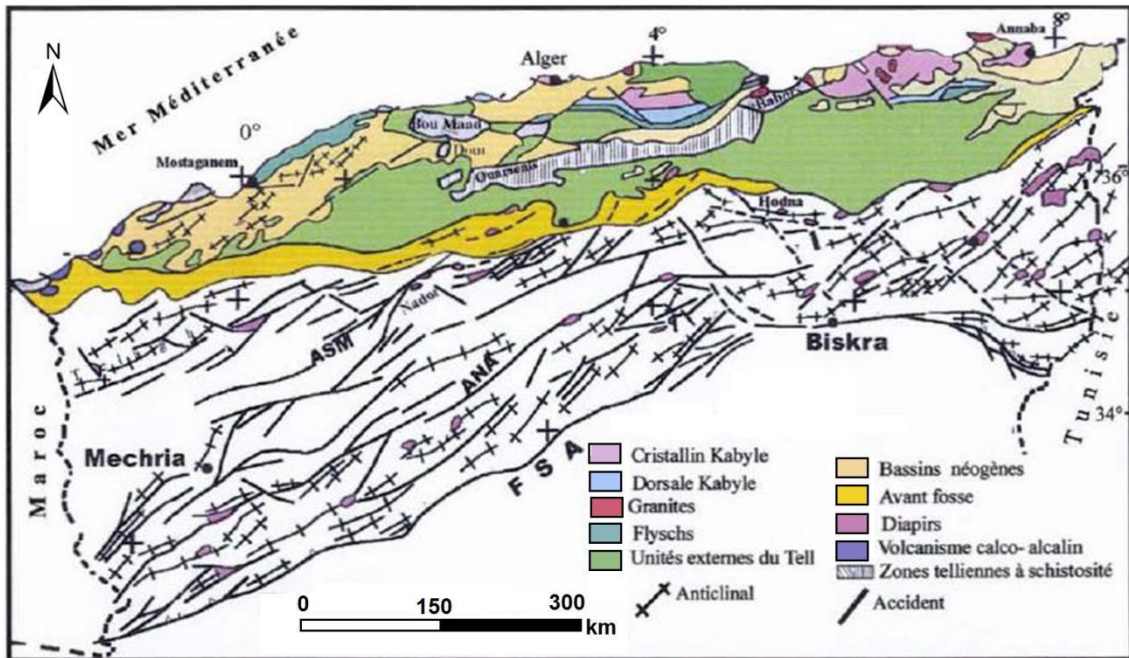 N
Mer Méditerranée
Alger
4°
Annaba
8°
0°
Mostaganem
Bou Maad
Doui
Babors
Ouarsenis
36°
Hodna
Nador
ASM
ANA
Biskra
Tunisie
34°
Maroc
Mechria
F S A
Cristallin Kabyle
Dorsale Kabyle
Granites
Flyschs
Unités externes du Tell
Anticlinal
Bassins néogènes
Avant fosse
Diapirs
Volcanisme calco-alcalin
Zones telliennes à schistosité
Accident
0 150 300
km